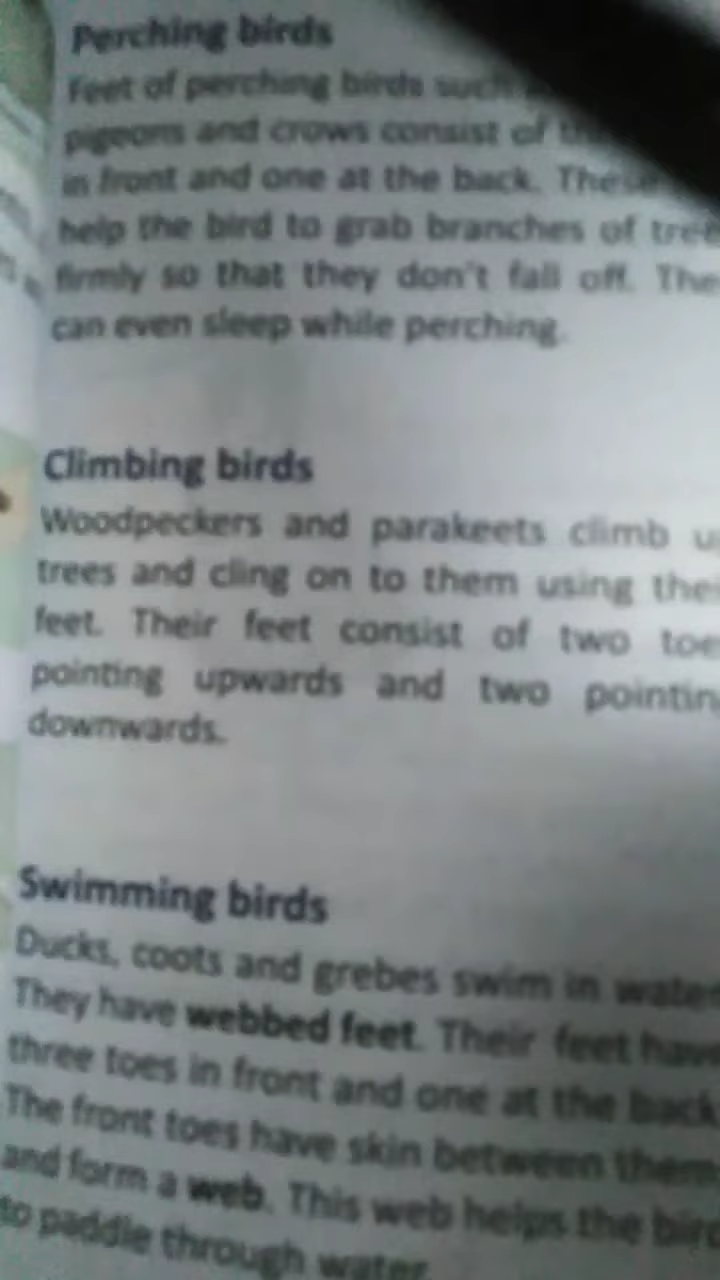 Perching birds
Feet of perching birds such
pigeons and crows consist of
in front and one at the back. These
help the bird to grab branches of tree
firmly so that they don't fall off. The
can even sleep while perching.
Climbing birds
Woodpeckers and parakeets climb u
trees and cling on to them using thei
feet. Their feet consist of two toe
pointing upwards and two pointin
downwards.
Swimming birds
Ducks, coots and grebes swim in water
They have webbed feet. Their feet have
three toes in front and one at the back.
The front toes have skin between them
and form a web. This web helps the bird
to paddle through water.